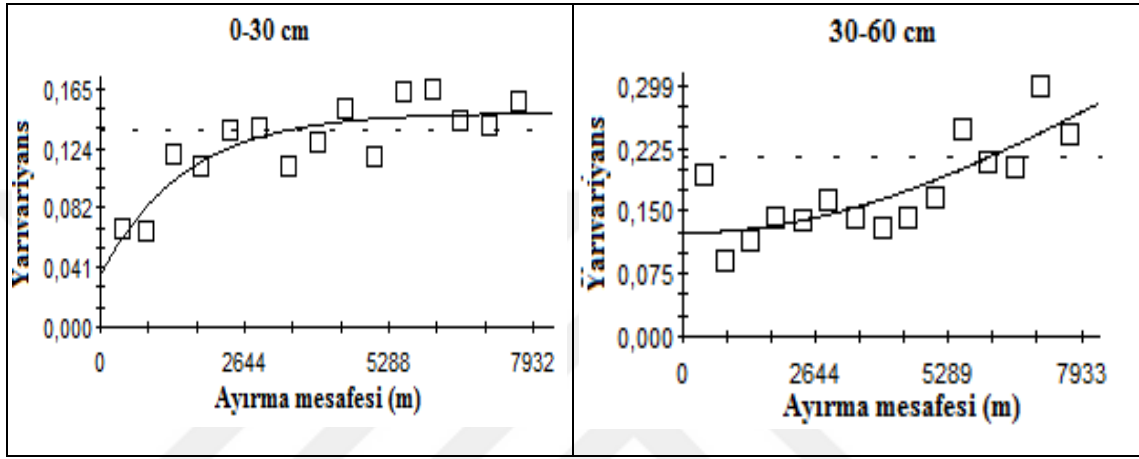 0-30 cm
Yarıvariyans
0,165
0,124
0,082
0,041
0,000
0 2644 5288 7932
Ayırma mesafesi (m)
30-60 cm
Yarıvariyans
0,299
0,225
0,150
0,075
0,000
0 2644 5289 7933
Ayırma mesafesi (m)